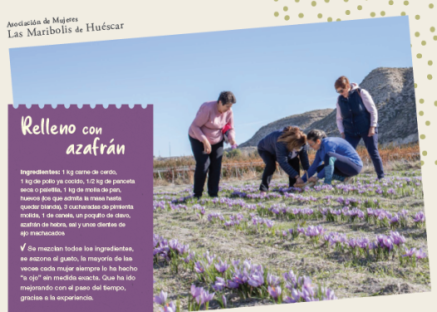 Asociación de Mujeres
Las Maribolis de Huéscar
Relleno con
azafrán
Ingredientes: 1 kg carne de cerdo,
1 kg de pollo ya cocido, 1/2 kg de panceta
seca o paletilla, 1 kg de molla de pan,
huevos (los que admita la masa hasta
quedar blanda), 2 cucharadas de pimienta
molida, 1 de canela, un poquito de clavo,
azafrán de hebra, sal y unos dientes de
ajo machacados
✓ Se mezclan todos los ingredientes,
se sazona al gusto, la mayoría de las
veces cada mujer siempre lo ha hecho
"a ojo" sin medida exacta. Que ha ido
mejorando con el paso del tiempo,
gracias a la experiencia.